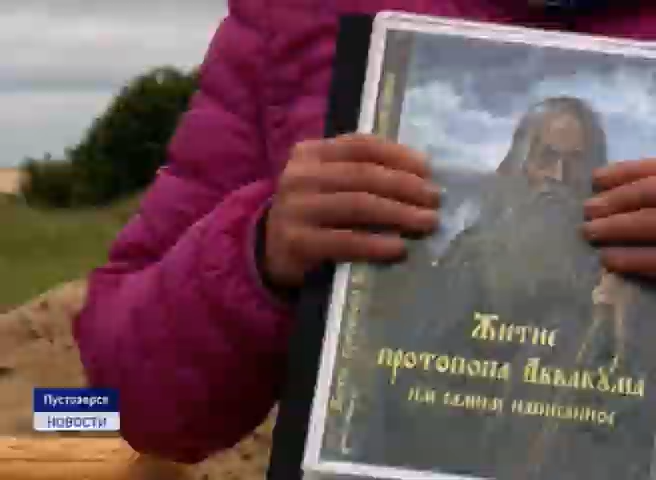 Житие
протопопа Аввакума
им самим написанное
Пустозерск
НОВОСТИ